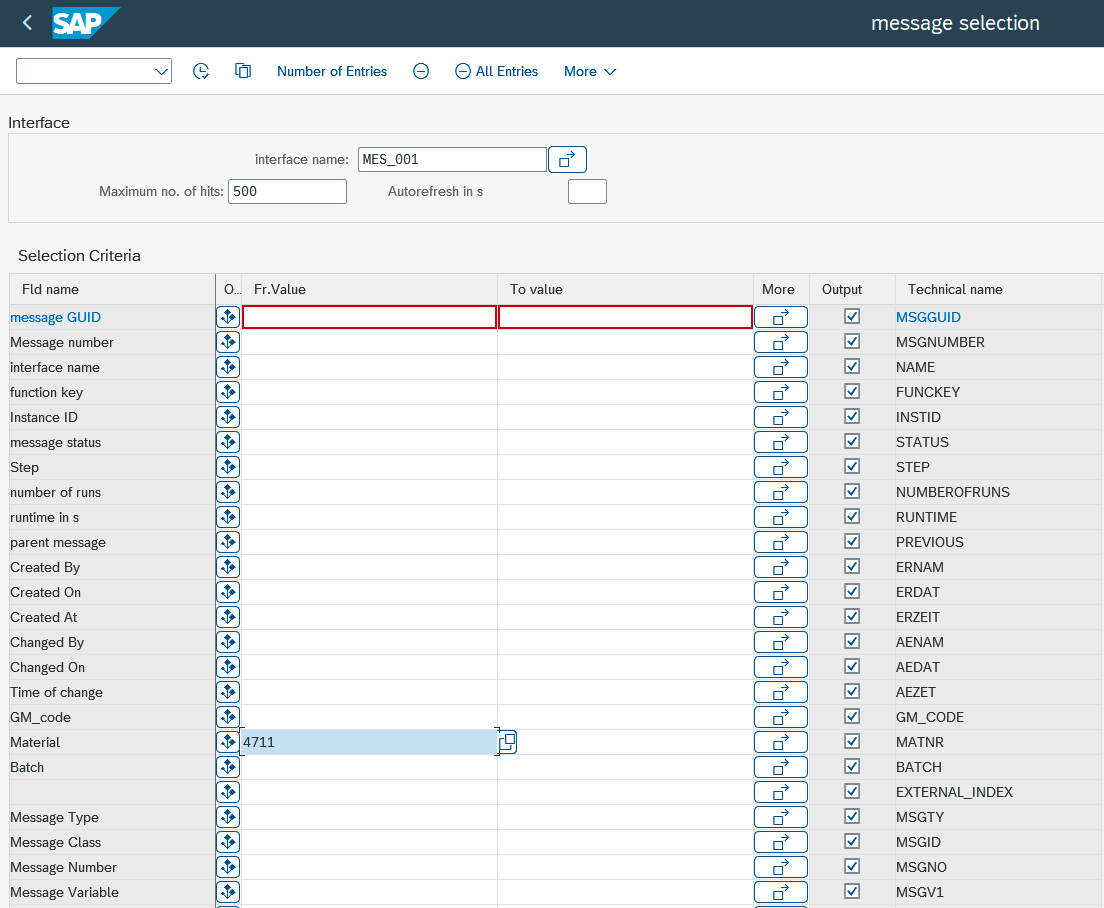 SAP message selection
Number of Entries All Entries More
Interface
interface name: MES_001
Maximum no. of hits: 500 Autorefresh in s
Selection Criteria
Fld name O... Fr.Value To value More Output Technical name
message GUID MSGGUID
Message number MSGNUMBER
interface name NAME
function key FUNCKEY
Instance ID INSTID
message status STATUS
Step STEP
number of runs NUMBEROFRUNS
runtime in s RUNTIME
parent message PREVIOUS
Created By ERNAM
Created On ERDAT
Created At ERZEIT
Changed By AENAM
Changed On AEDAT
Time of change AEZET
GM_code GM_CODE
Material 4711 MATNR
Batch BATCH
EXTERNAL_INDEX
Message Type MSGTY
Message Class MSGID
Message Number MSGNO
Message Variable MSGV1